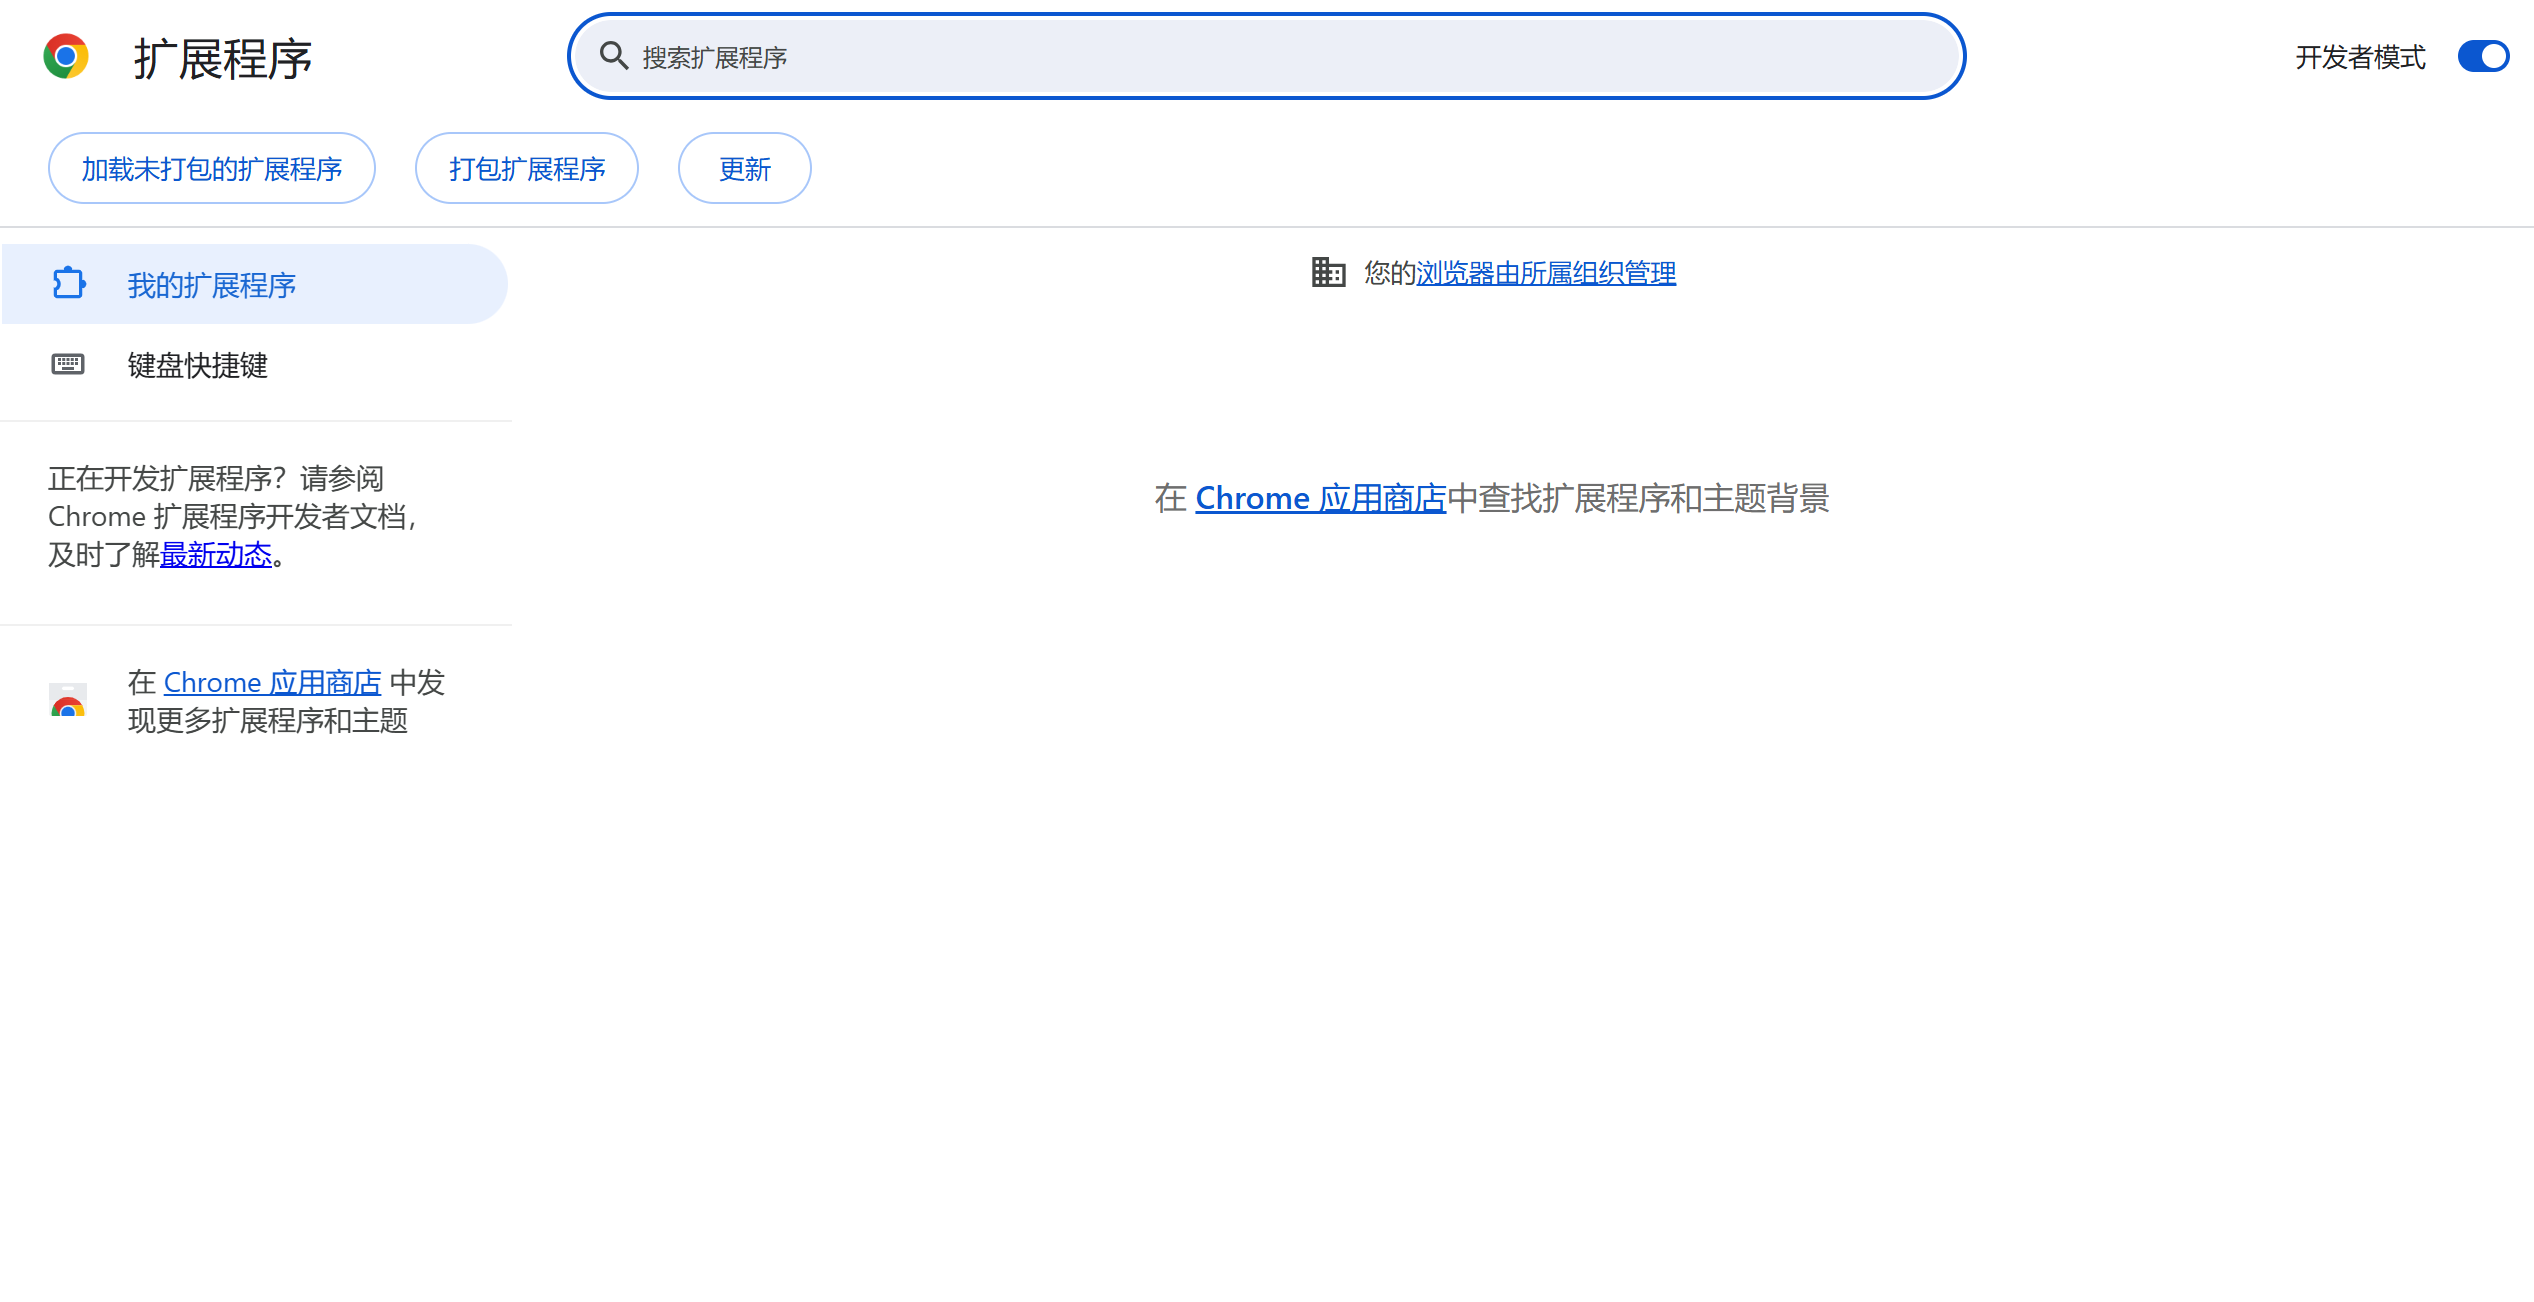 扩展程序
搜索扩展程序
开发者模式
加载未打包的扩展程序
打包扩展程序
更新
我的扩展程序
键盘快捷键
正在开发扩展程序？请参阅
Chrome 扩展程序开发者文档，
及时了解最新动态。
在 Chrome 应用商店 中发
现更多扩展程序和主题
您的浏览器由所属组织管理
在 Chrome 应用商店中查找扩展程序和主题背景